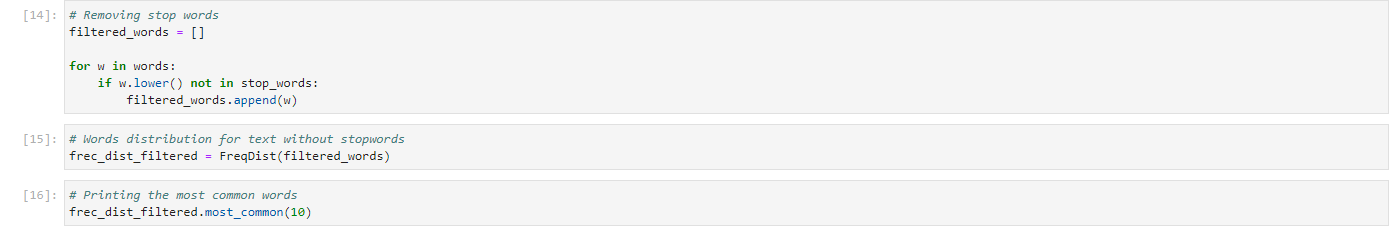 [14]: # Removing stop words
filtered_words = []
for w in words:
    if w.lower() not in stop_words:
        filtered_words.append(w)
[15]: # Words distribution for text without stopwords
frec_dist_filtered = FreqDist(filtered_words)
[16]: # Printing the most common words
frec_dist_filtered.most_common(10)